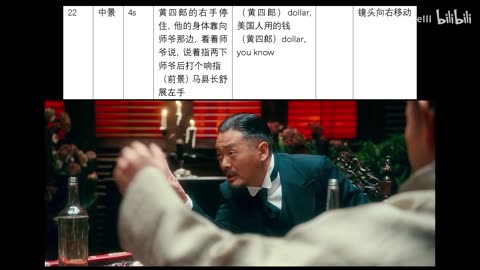 eIII bilibili
22
中景
4s
黄四郎的右手停
住，他的身体靠向
师爷那边，看着师
爷说，说着指两下
师爷后打个响指
（前景）马县长舒
展左手
（黄四郎）dollar,
美国人用的钱
（黄四郎）dollar,
you know
镜头向右移动